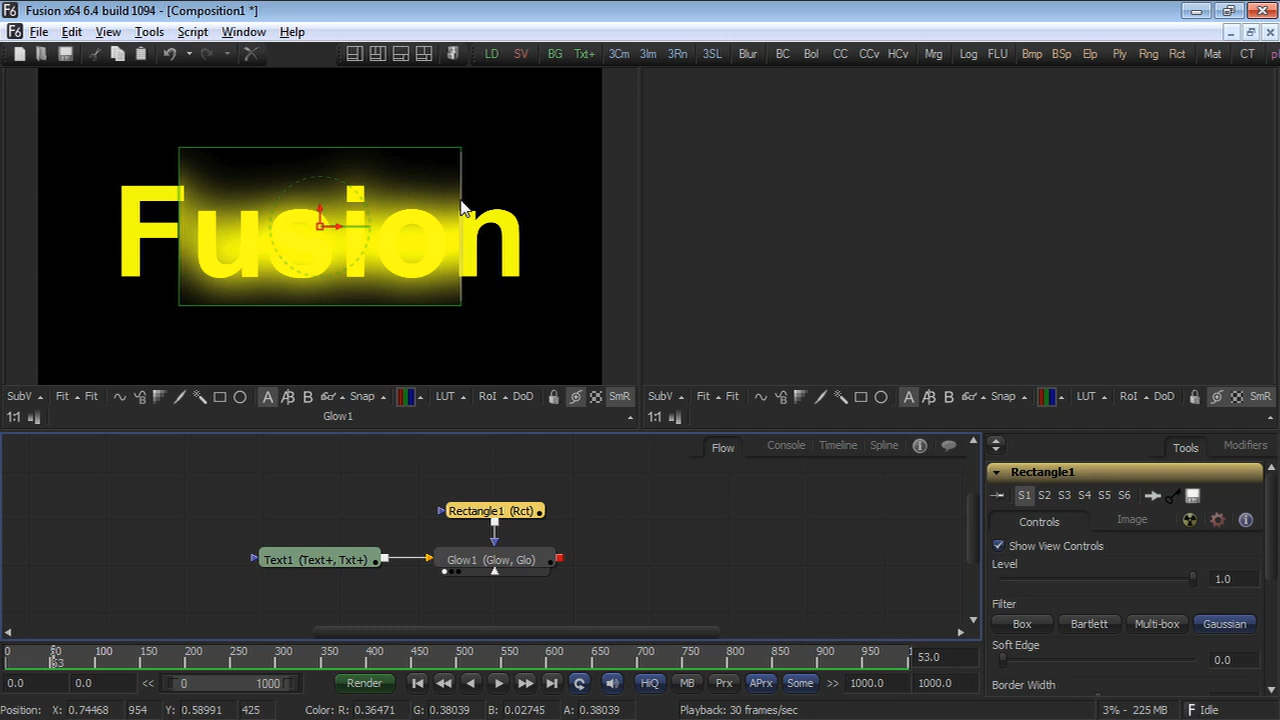 Fusion x64 6.4 build 1094 - [Composition1 *]
File Edit View Tools Script Window Help
LD SV BG Txt+ 3Cm 3Im 3Rn 3SL Blur BC Bol CC CCv HCv Mrg Log FLU Bmp BSp Elp Ply Rng Rct Mat CT
Fusion
SubV Fit Fit A B Snap LUT RoI DoD SmR
1:1 Glow1
SubV Fit Fit A B Snap LUT RoI DoD SmR
1:1
Flow Console Timeline Spline
Rectangle1 (Rct)
Text1 (Text+, Txt+)
Glow1 (Glow, Glo)
Tools Modifiers
Rectangle1
S1 S2 S3 S4 S5 S6
Controls Image
Show View Controls
Level
1.0
Filter
Box Bartlett Multi-box Gaussian
Soft Edge
0.0
Border Width
0 50 100 150 200 250 300 350 400 450 500 550 600 650 700 750 800 850 900 950 53.0
53
0.0 0.0 << 0 1000 Render HiQ MB Prx APrx Some >> 1000.0 1000.0
Position: X: 0.74468 954 Y: 0.58991 425 Color: R: 0.36471 G: 0.38039 B: 0.02745 A: 0.38039 Playback: 30 frames/sec 3% - 225 MB Idle